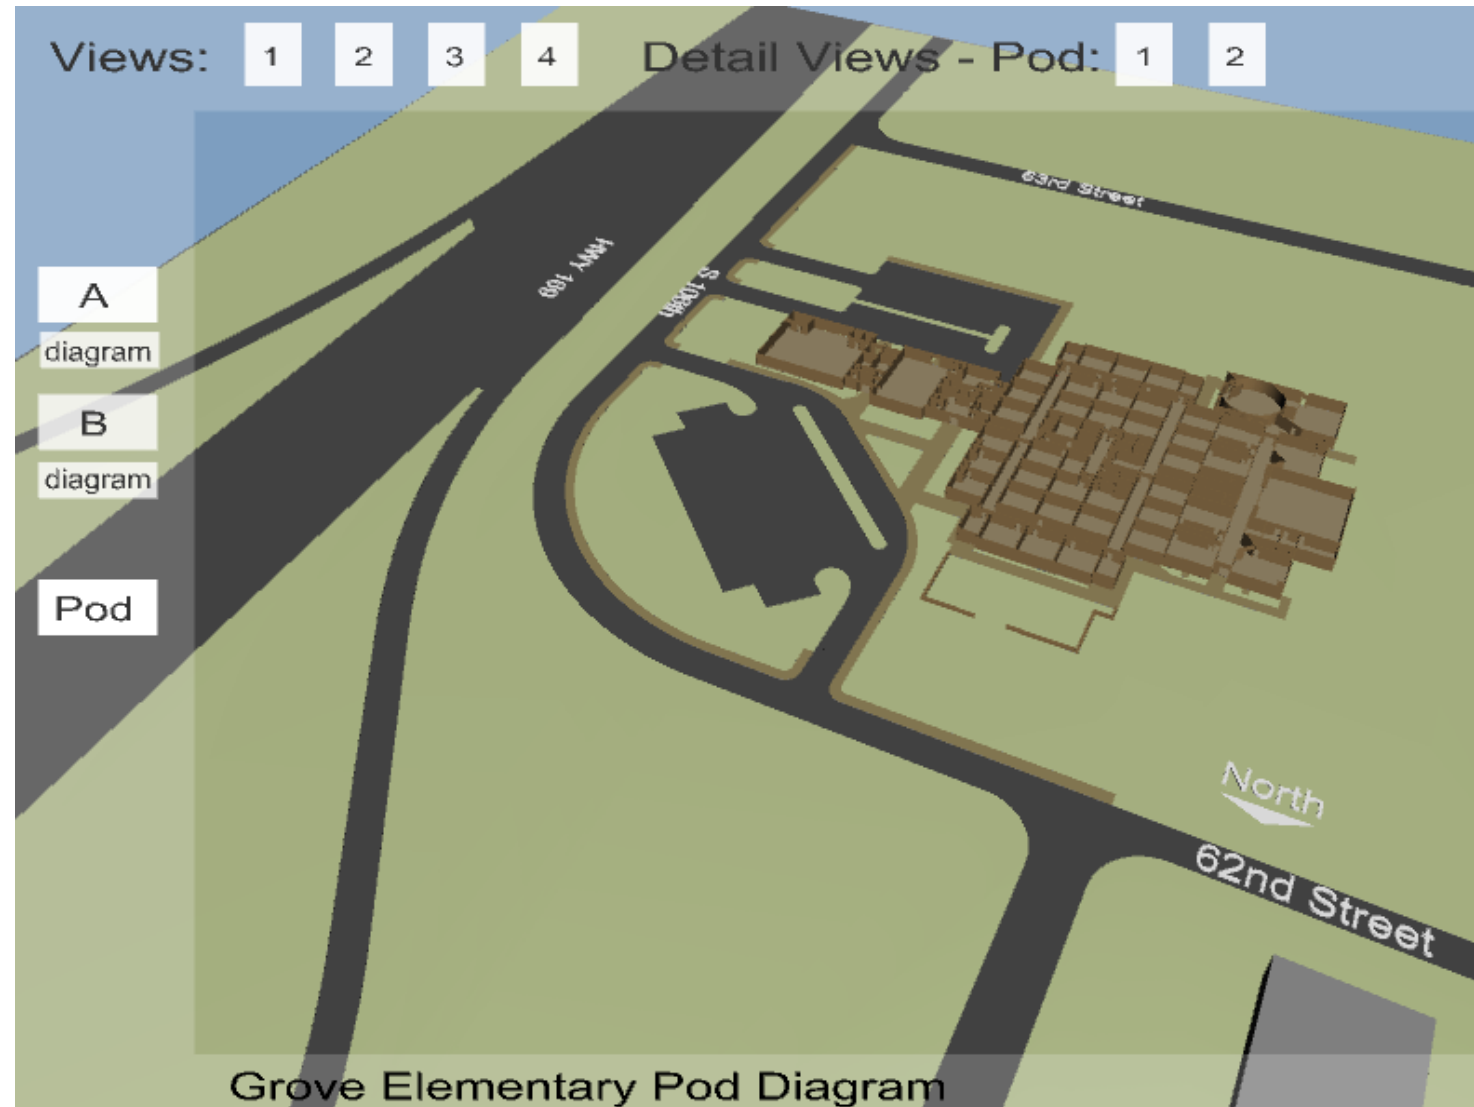 Views: 1 2 3 4 Detail Views - Pod: 1 2
63rd Street
HWY 169
S 106th
A
diagram
B
diagram
Pod
North
62nd Street
Grove Elementary Pod Diagram